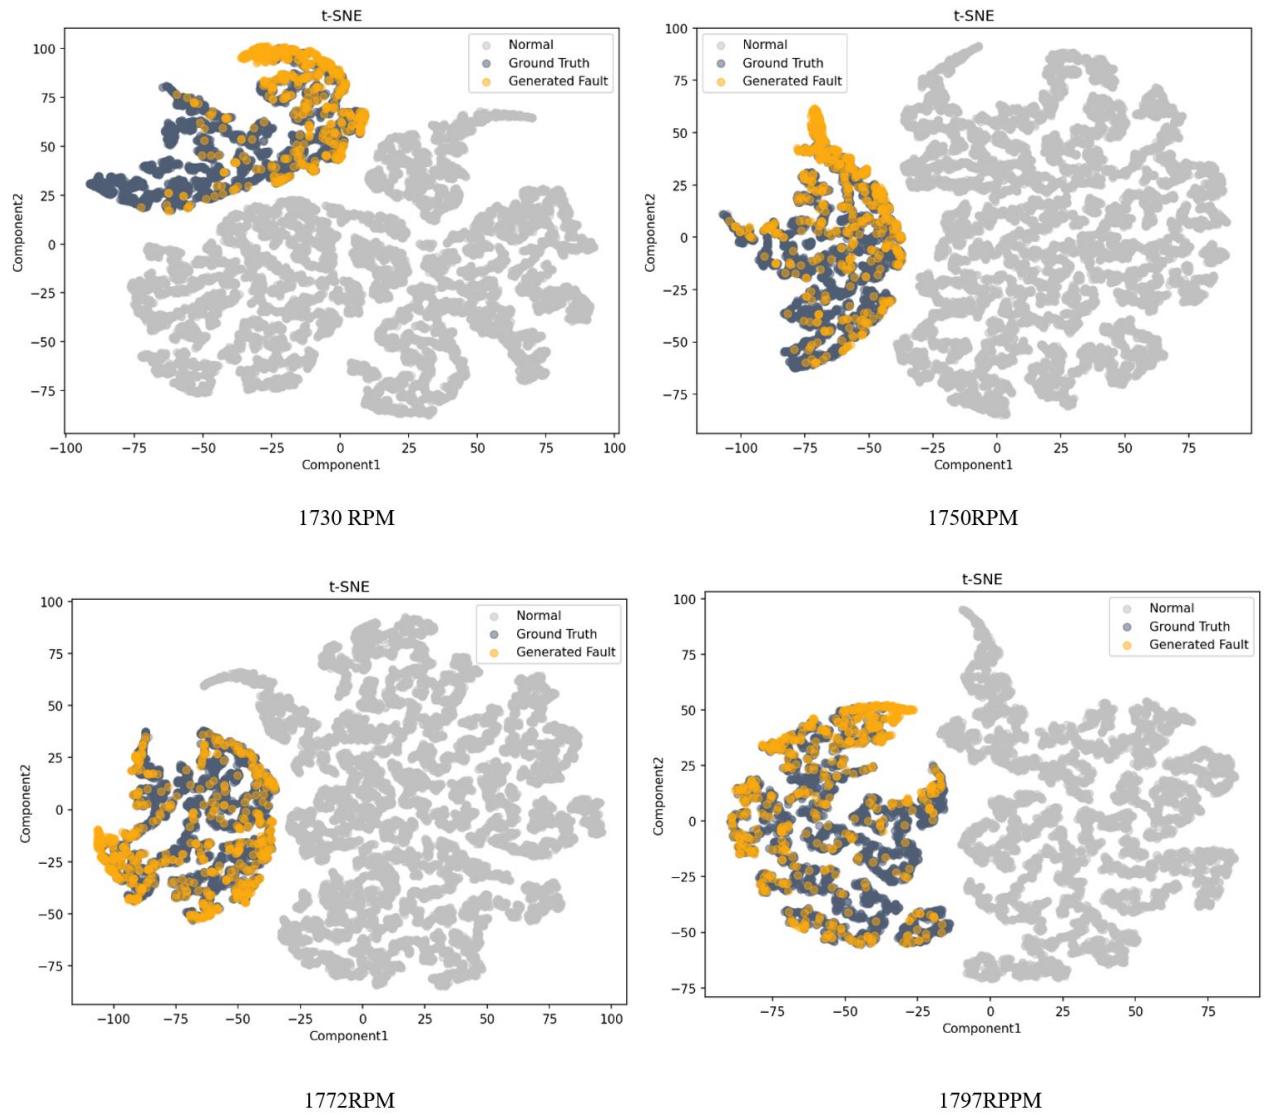 t-SNE
Normal
Ground Truth
Generated Fault
100
75
50
25
0
−25
−50
−75
Component2
−100 −75 −50 −25 0 25 50 75 100
Component1
1730 RPM
t-SNE
Normal
Ground Truth
Generated Fault
100
75
50
25
0
−25
−50
−75
Component2
−100 −75 −50 −25 0 25 50 75
Component1
1750RPM
t-SNE
Normal
Ground Truth
Generated Fault
100
75
50
25
0
−25
−50
−75
Component2
−100 −75 −50 −25 0 25 50 75 100
Component1
1772RPM
t-SNE
Normal
Ground Truth
Generated Fault
100
75
50
25
0
−25
−50
−75
Component2
−75 −50 −25 0 25 50 75
Component1
1797RPPM